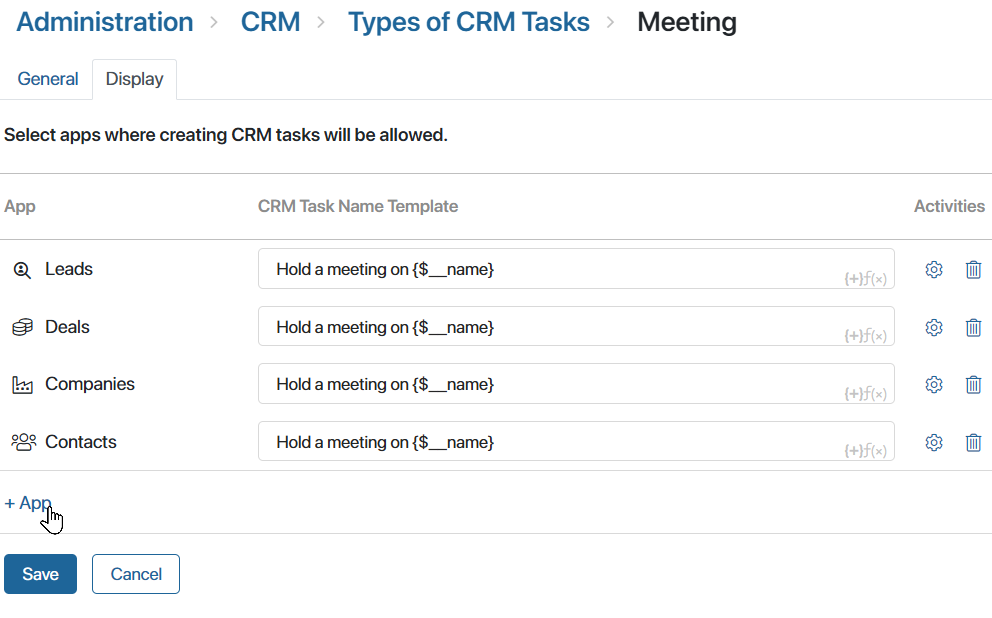 Administration > CRM > Types of CRM Tasks > Meeting
General Display
Select apps where creating CRM tasks will be allowed.
App CRM Task Name Template Activities
Leads Hold a meeting on {$__name} {+}ƒ(×)
Deals Hold a meeting on {$__name} {+}ƒ(×)
Companies Hold a meeting on {$__name} {+}ƒ(×)
Contacts Hold a meeting on {$__name} {+}ƒ(×)
+ App
Save Cancel